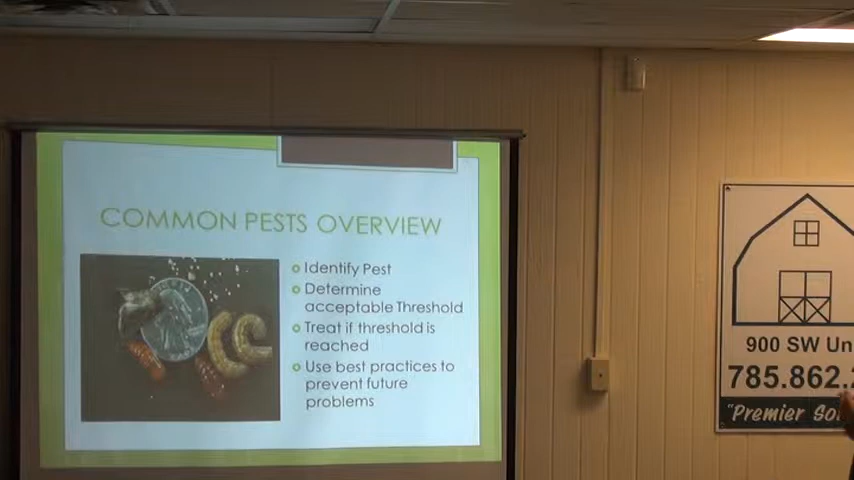 COMMON PESTS OVERVIEW
Identify Pest
Determine
acceptable Threshold
Treat if threshold is
reached
Use best practices to
prevent future
problems
900 SW Un
785.862.
"Premier